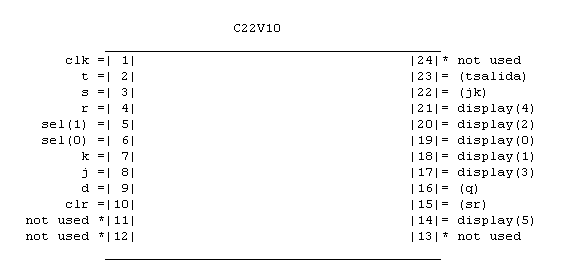 C22V10
clk =| 1| |24|* not used
t =| 2| |23|= (tsalida)
s =| 3| |22|= (jk)
r =| 4| |21|= display(4)
sel(1) =| 5| |20|= display(2)
sel(0) =| 6| |19|= display(0)
k =| 7| |18|= display(1)
j =| 8| |17|= display(3)
d =| 9| |16|= (q)
clr =|10| |15|= (sr)
not used *|11| |14|= display(5)
not used *|12| |13|* not used